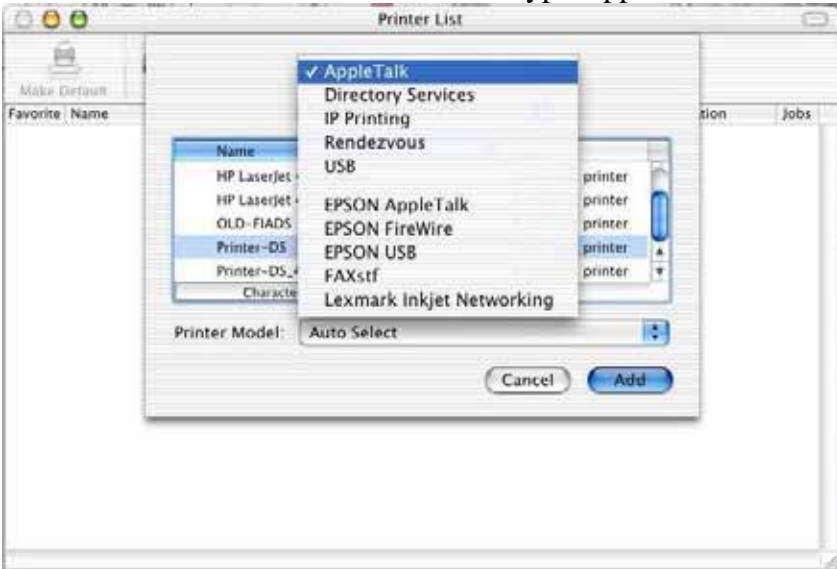 Printer List
Make Default
Favorite Name
Jobs
✓ AppleTalk
Directory Services
IP Printing
Rendezvous
USB
EPSON AppleTalk
EPSON FireWire
EPSON USB
FAXstf
Lexmark Inkjet Networking
Name
HP LaserJet
printer
HP LaserJet
printer
OLD-FIADS
printer
Printer-DS
printer
Printer-DS_
printer
Characte
Printer Model: Auto Select
Cancel Add